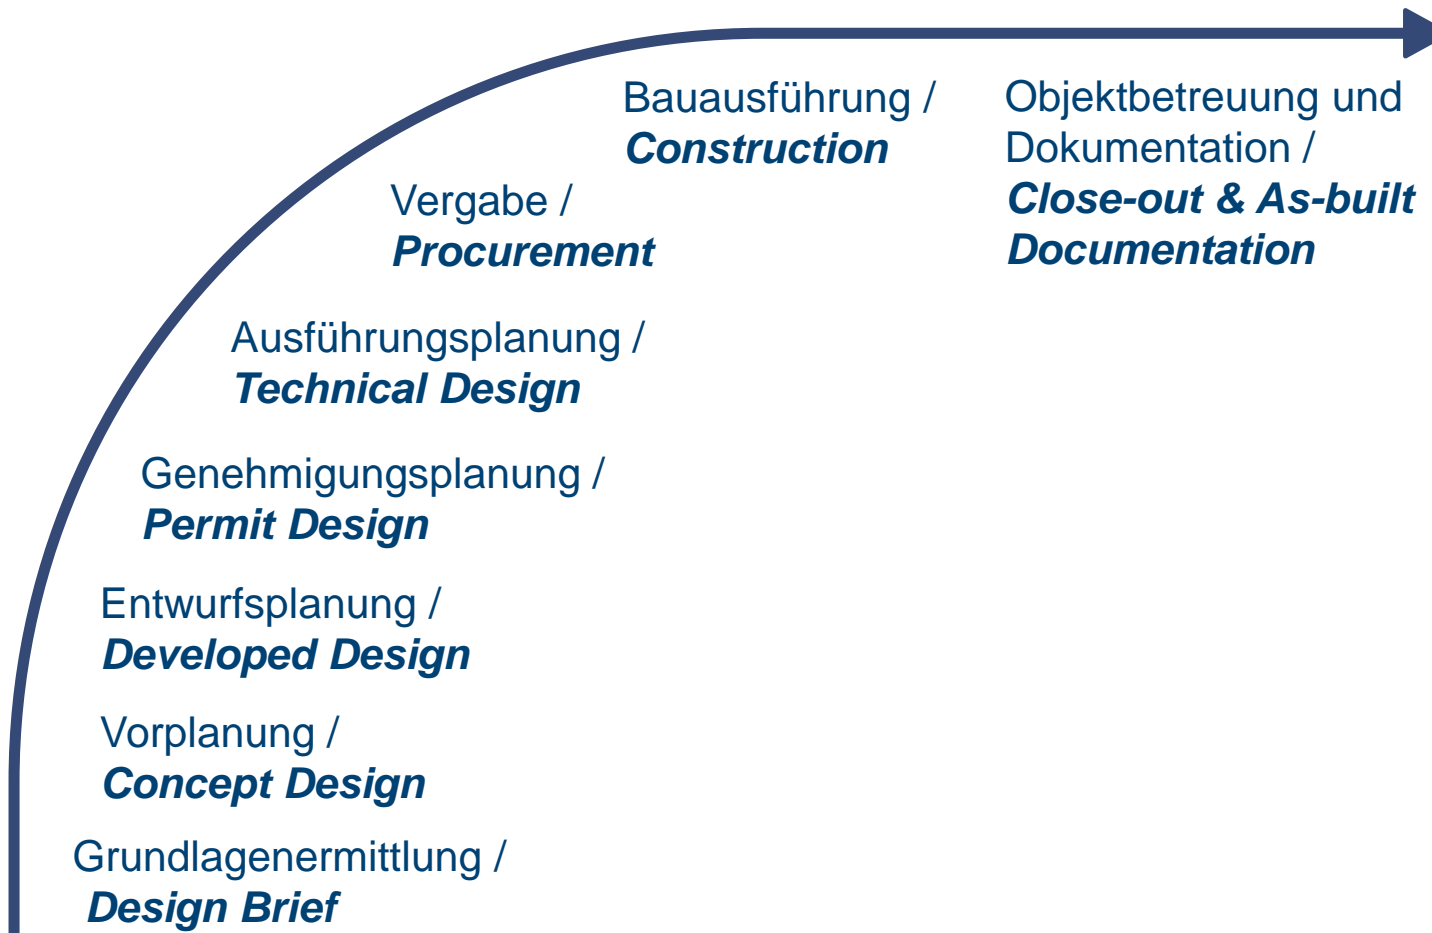 Bauausführung /
Construction
Objektbetreuung und
Dokumentation /
Close-out & As-built
Documentation
Vergabe /
Procurement
Ausführungsplanung /
Technical Design
Genehmigungsplanung /
Permit Design
Entwurfsplanung /
Developed Design
Vorplanung /
Concept Design
Grundlagenermittlung /
Design Brief